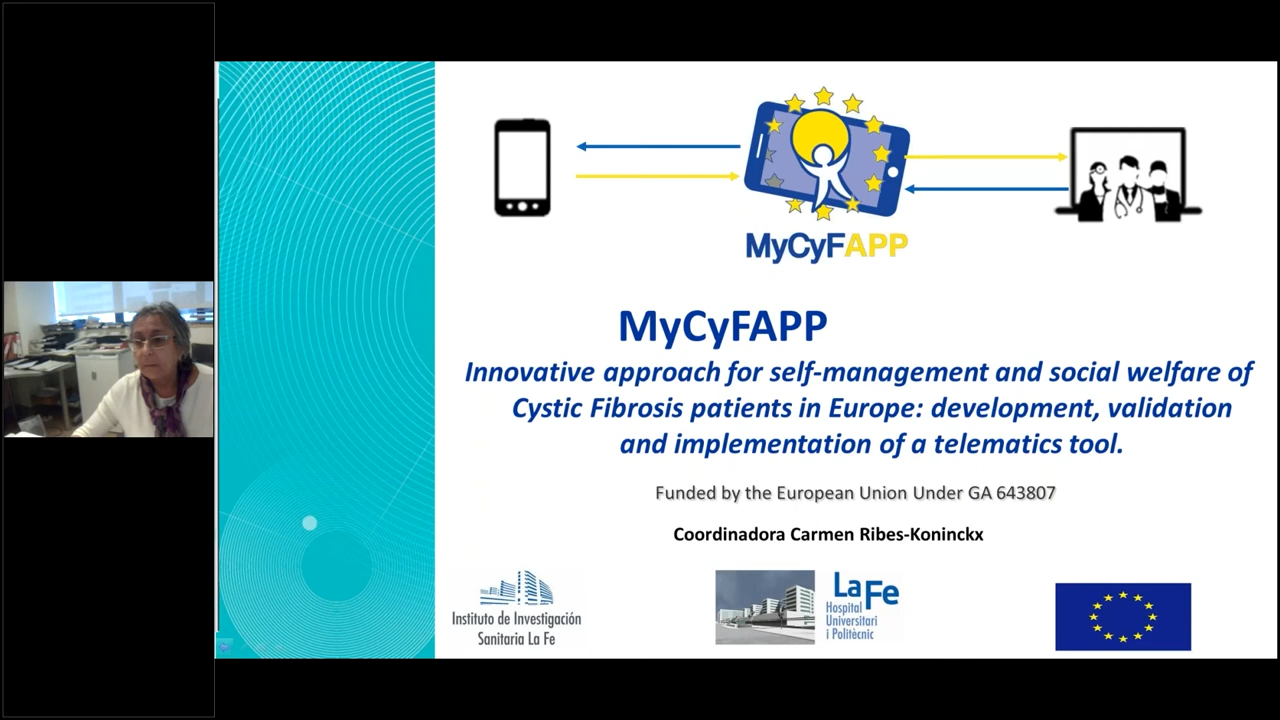 MyCyFAPP
MyCyFAPP
Innovative approach for self-management and social welfare of
Cystic Fibrosis patients in Europe: development, validation
and implementation of a telematics tool.
Funded by the European Union Under GA 643807
Coordinadora Carmen Ribes-Koninckx
Instituto de Investigación
Sanitaria La Fe
LaFe
Hospital
Universitari
i Politècnic